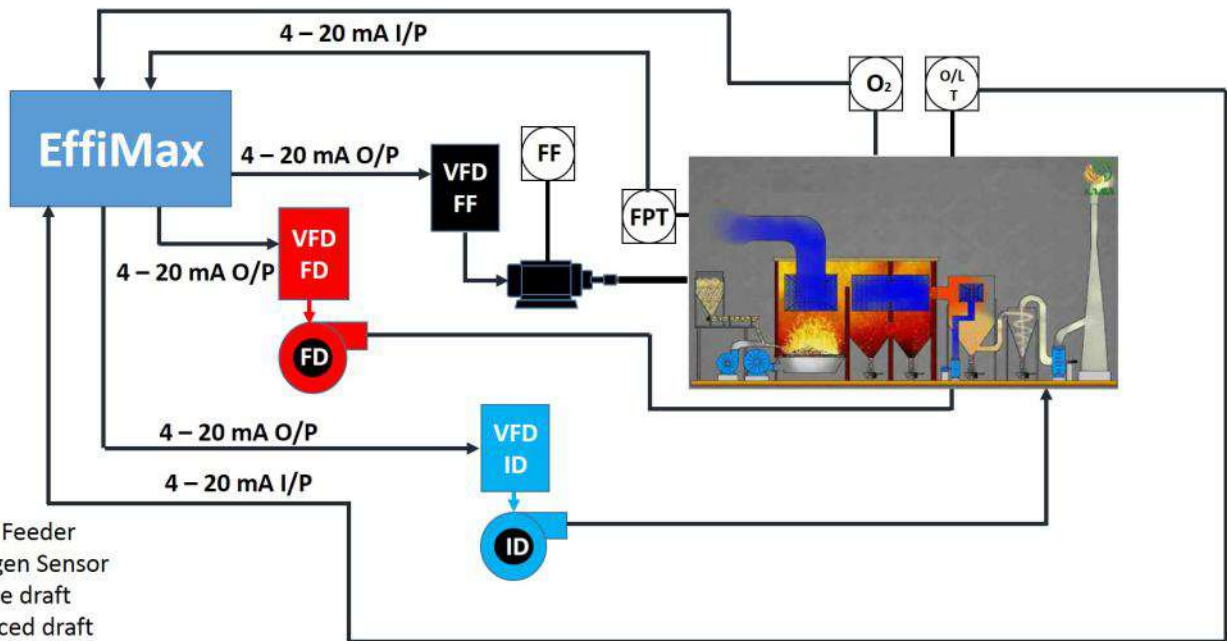 4 – 20 mA I/P
O2
O/L
T
EffiMax
4 – 20 mA O/P
VFD
FF
FF
FPT
VFD
FD
4 – 20 mA O/P
FD
4 – 20 mA O/P
VFD
ID
4 – 20 mA I/P
ID
Feeder
gen Sensor
e draft
ced draft